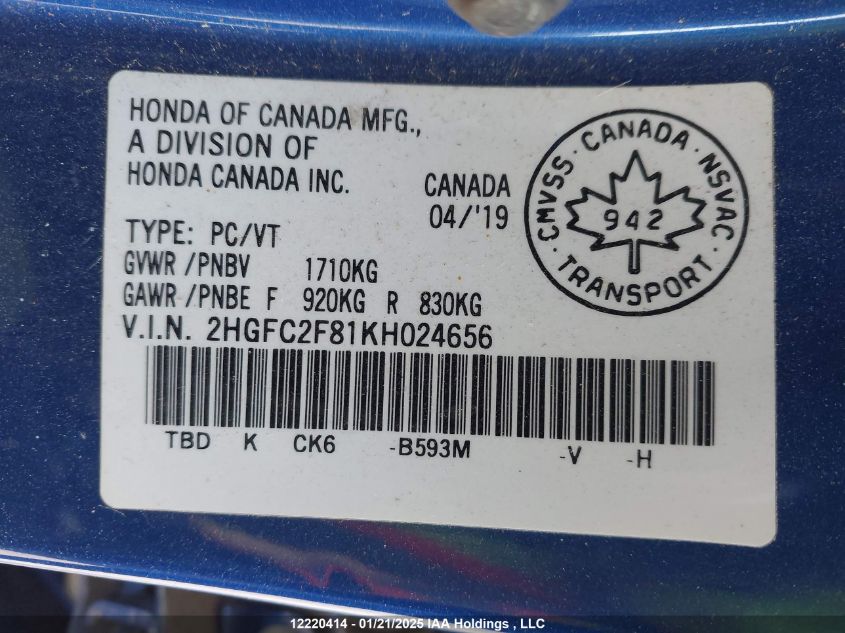 HONDA OF CANADA MFG.,
A DIVISION OF
HONDA CANADA INC. CANADA
04/'19
TYPE: PC/VT
GVWR /PNBV 1710KG
GAWR /PNBE F 920KG R 830KG
V.I.N. 2HGFC2F81KH024656
TBD K CK6 -B593M -V -H
CMVSS · CANADA · NSVAC ·
942
TRANSPORT ·
12220414 - 01/21/2025 IAA Holdings , LLC